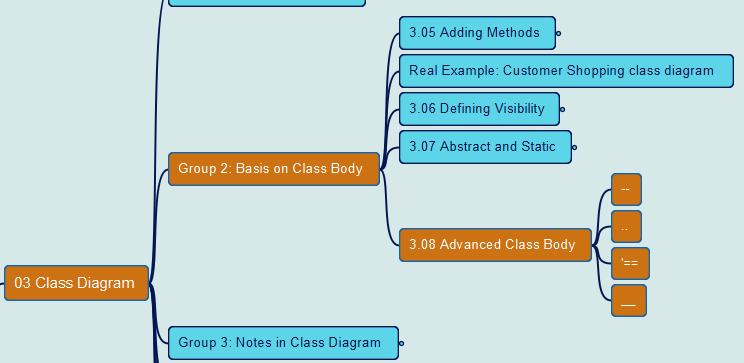 3.05 Adding Methods
Real Example: Customer Shopping class diagram
3.06 Defining Visibility
3.07 Abstract and Static
Group 2: Basis on Class Body
3.08 Advanced Class Body
--
..
'==
__
03 Class Diagram
Group 3: Notes in Class Diagram